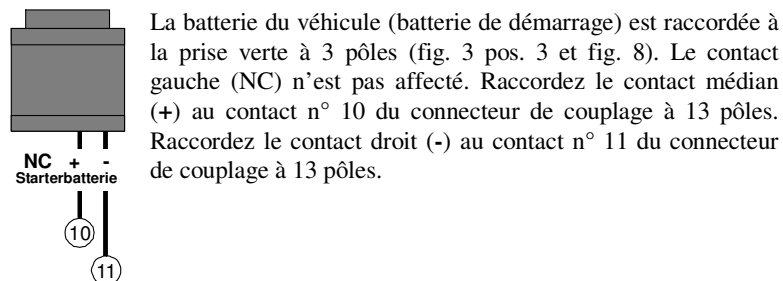 La batterie du véhicule (batterie de démarrage) est raccordée à
la prise verte à 3 pôles (fig. 3 pos. 3 et fig. 8). Le contact
gauche (NC) n’est pas affecté. Raccordez le contact médian
(+) au contact n° 10 du connecteur de couplage à 13 pôles.
Raccordez le contact droit (-) au contact n° 11 du connecteur
de couplage à 13 pôles.
NC + -
Starterbatterie
10
11